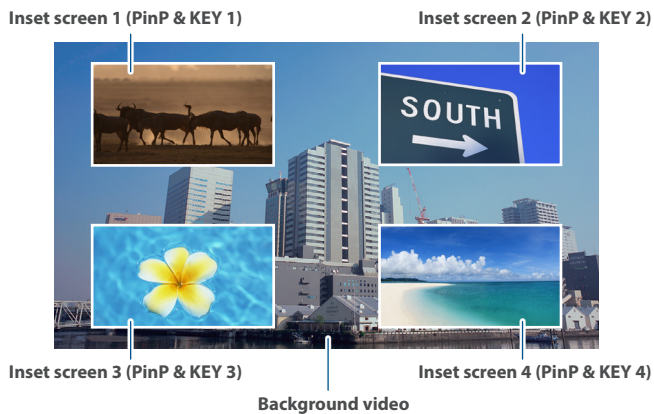 Inset screen 1 (PinP & KEY 1)
Inset screen 2 (PinP & KEY 2)
SOUTH
Inset screen 3 (PinP & KEY 3)
Inset screen 4 (PinP & KEY 4)
Background video